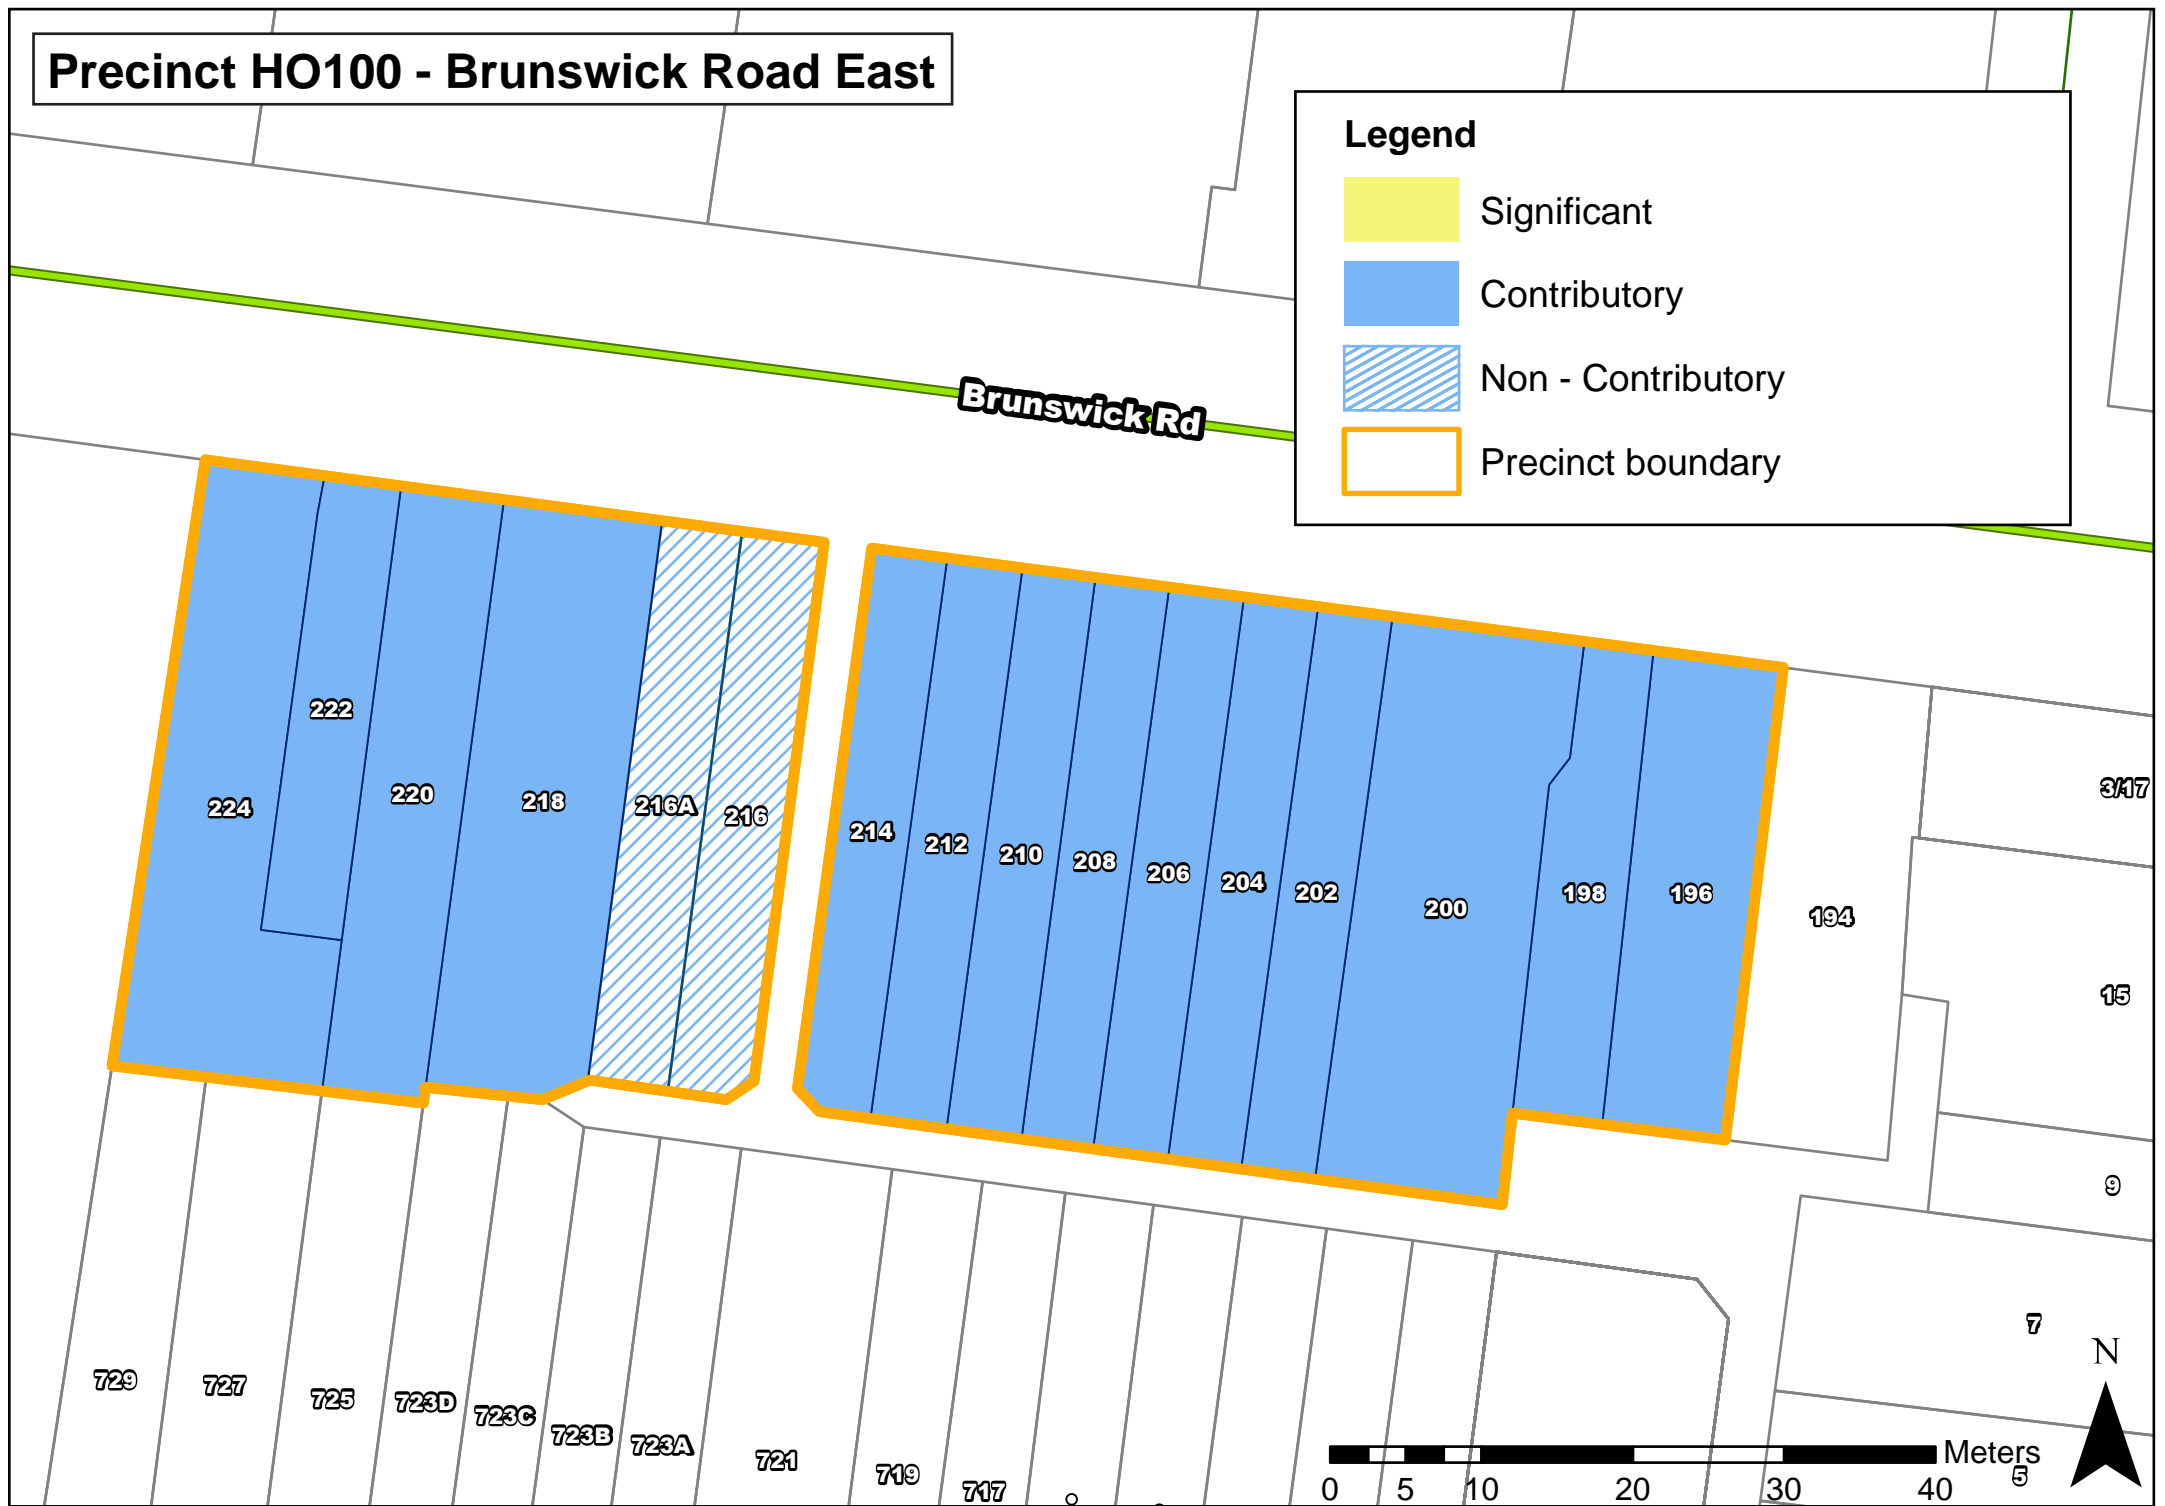 Precinct HO100 - Brunswick Road East
Legend
Significant
Contributory
Non - Contributory
Precinct boundary
Brunswick Rd
222
224
220
218
216A
216
214
212
210
208
206
204
202
200
198
196
194
3/17
15
9
7
N
729
727
725
723D
723C
723B
723A
721
719
717
5
Meters
0 5 10 20 30 40